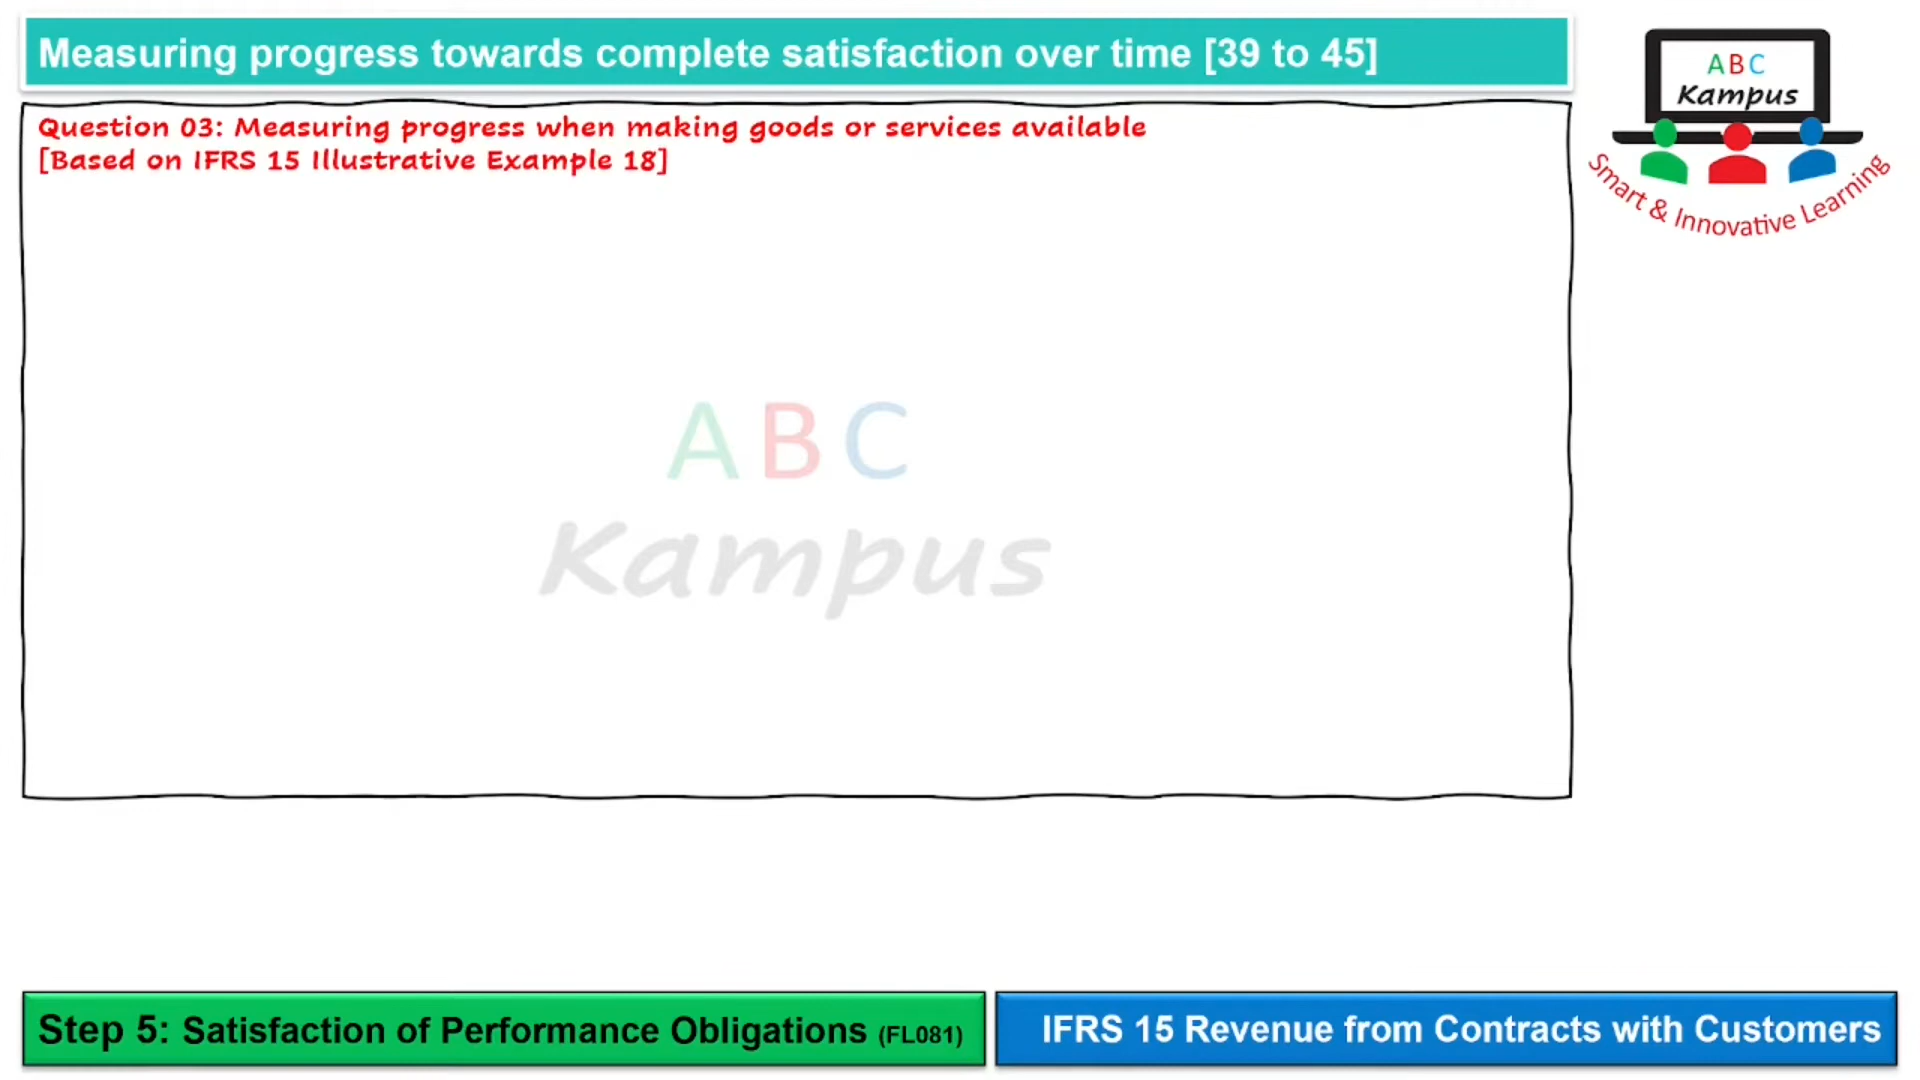 Measuring progress towards complete satisfaction over time [39 to 45]
ABC
Kampus
Smart & Innovative Learning
Question 03: Measuring progress when making goods or services available
[Based on IFRS 15 Illustrative Example 18]
ABC
Kampus
Step 5: Satisfaction of Performance Obligations (FL081)
IFRS 15 Revenue from Contracts with Customers